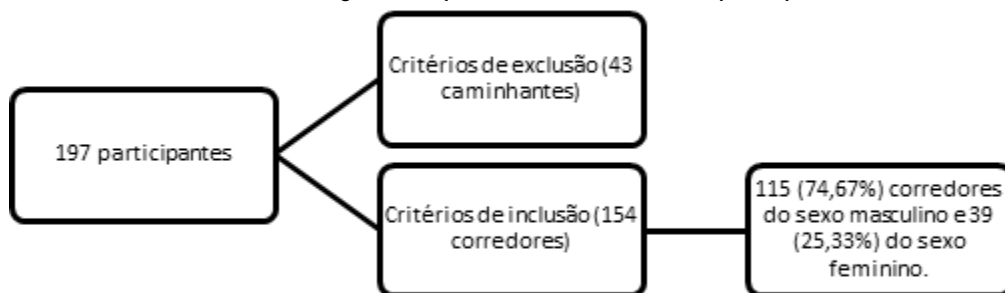 197 participantes
Critérios de exclusão (43
caminhantes)
Critérios de inclusão (154
corredores)
115 (74,67%) corredores
do sexo masculino e 39
(25,33%) do sexo
feminino.